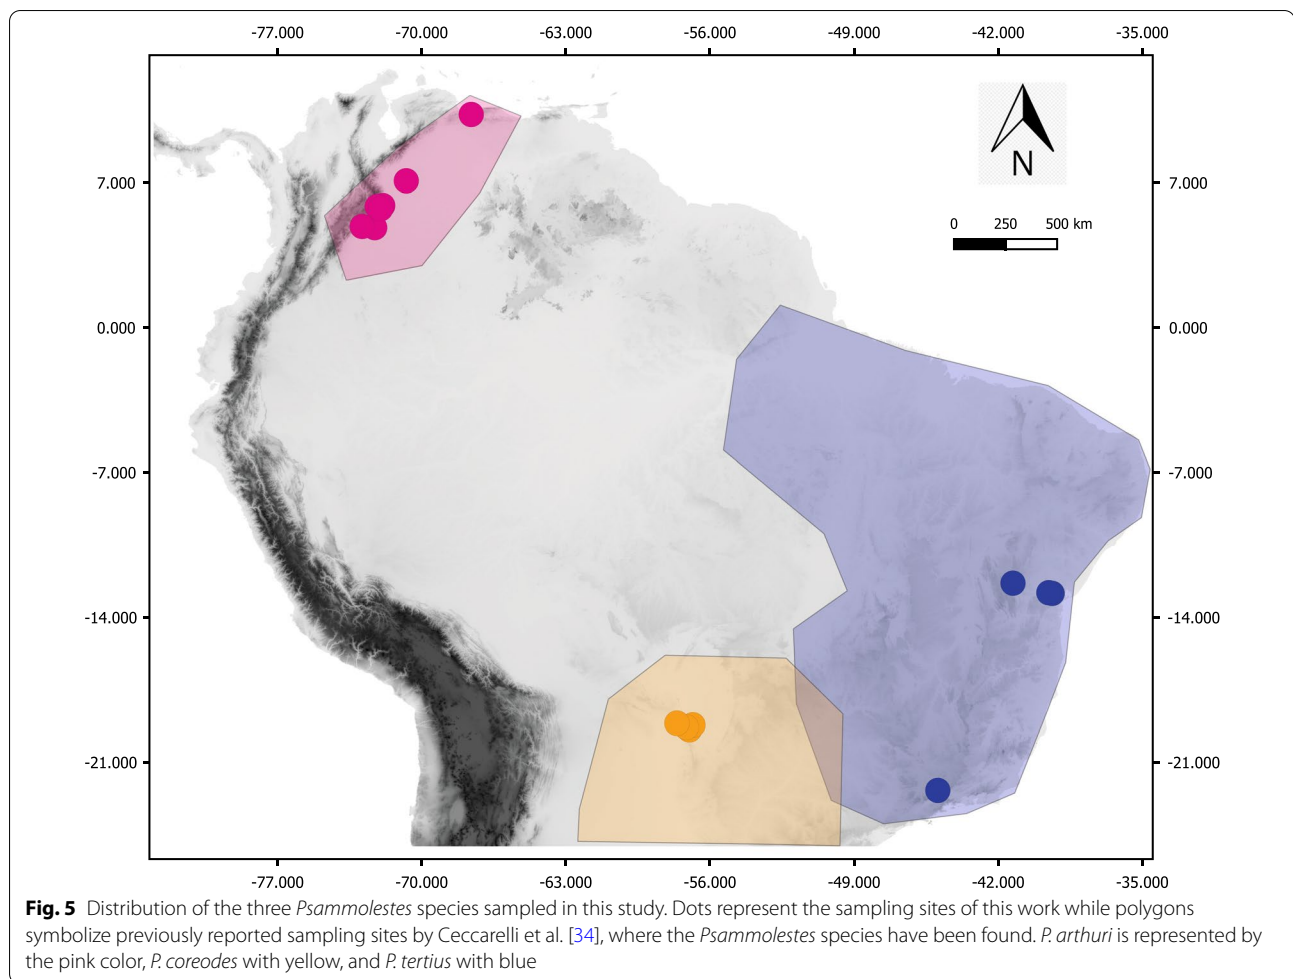 -77.000 -70.000 -63.000 -56.000 -49.000 -42.000 -35.000
N
0 250 500 km
7.000 7.000
0.000 0.000
-7.000 -7.000
-14.000 -14.000
-21.000 -21.000
-77.000 -70.000 -63.000 -56.000 -49.000 -42.000 -35.000
Fig. 5 Distribution of the three Psammolestes species sampled in this study. Dots represent the sampling sites of this work while polygons
symbolize previously reported sampling sites by Ceccarelli et al. [34], where the Psammolestes species have been found. P. arthuri is represented by
the pink color, P. coreodes with yellow, and P. tertius with blue